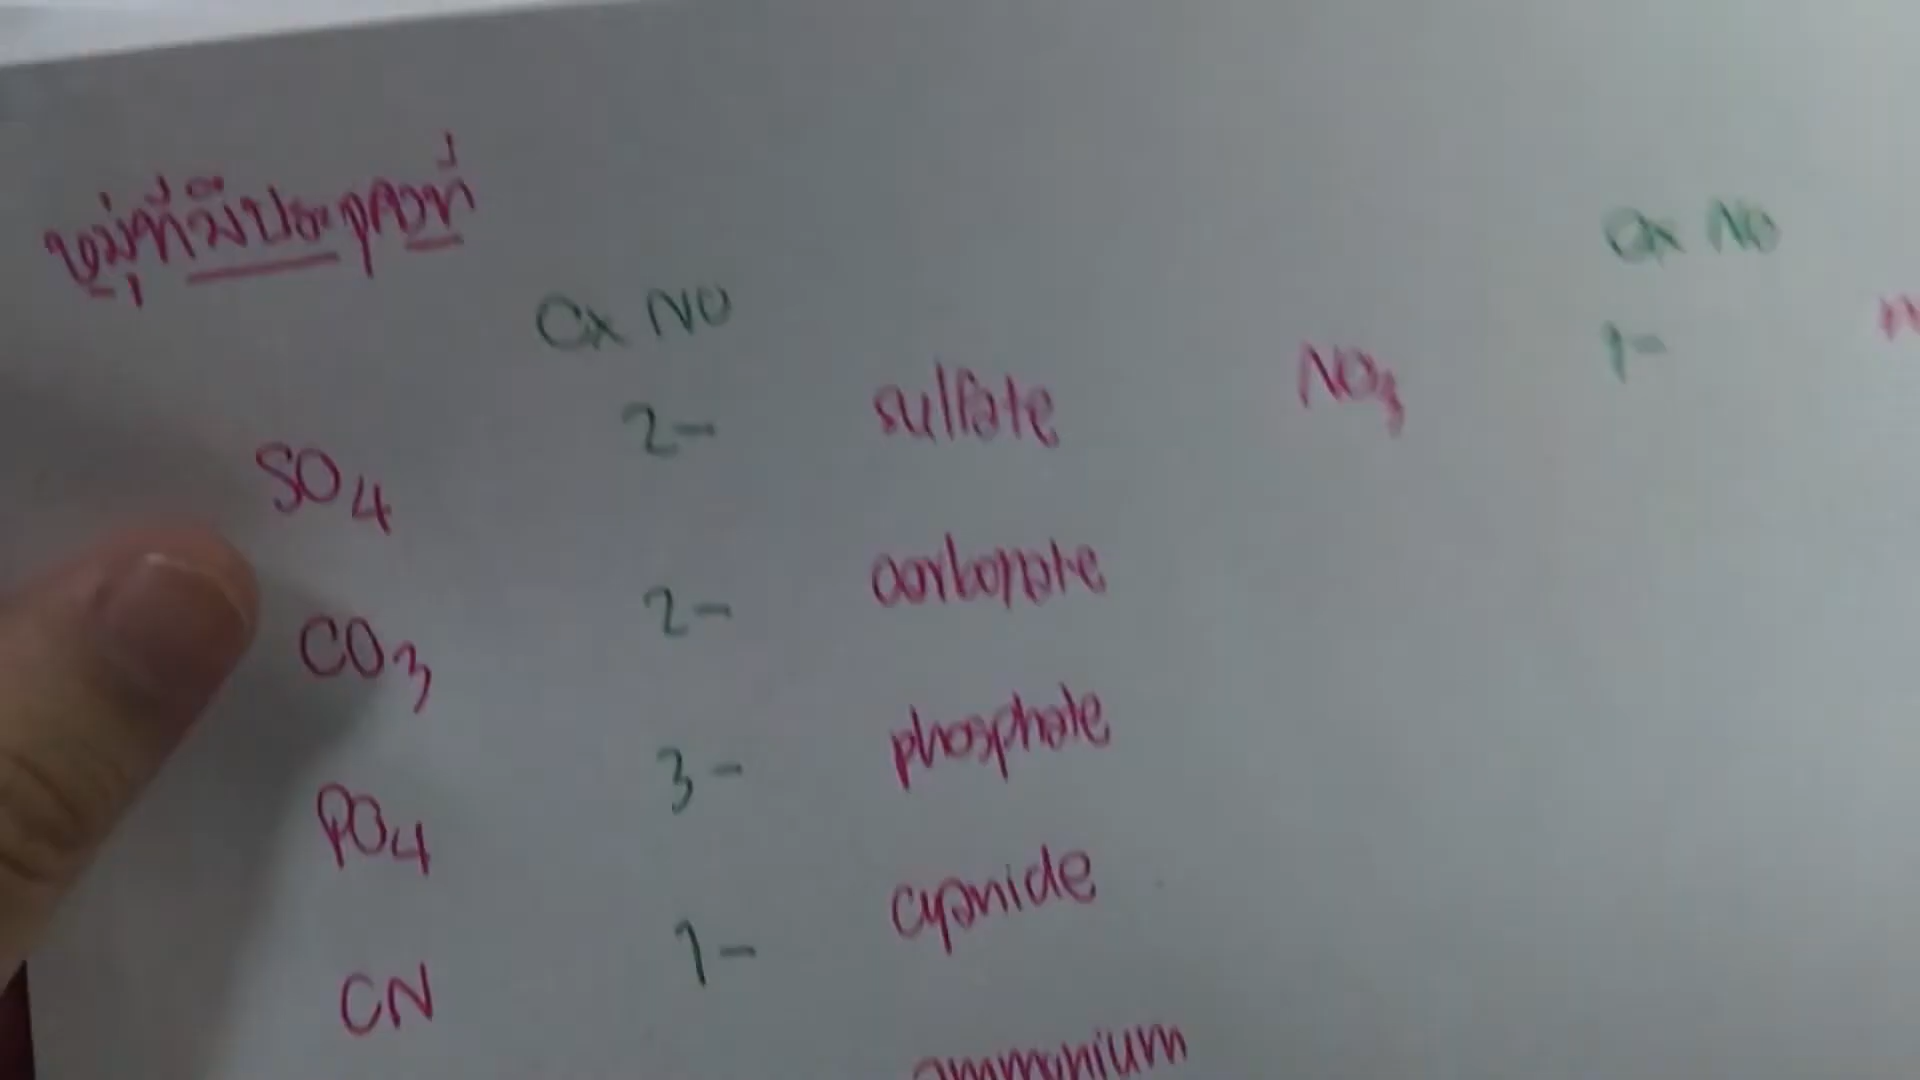 หมู่ที่มีประจุคงที่
Ox NO
Ox NO
SO4 2- sulfate NO3 1-
CO3 2- carbonate
PO4 3- phosphate
CN 1- cyanide
ammonium